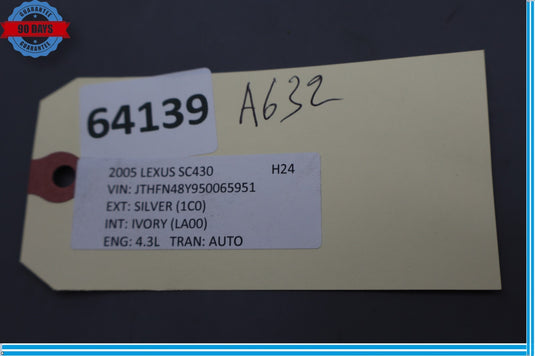 GUARANTEE
90 DAYS
GUARANTEE
64139
A632
2005 LEXUS SC430 H24
VIN: JTHFN48Y950065951
EXT: SILVER (1C0)
INT: IVORY (LA00)
ENG: 4.3L TRAN: AUTO